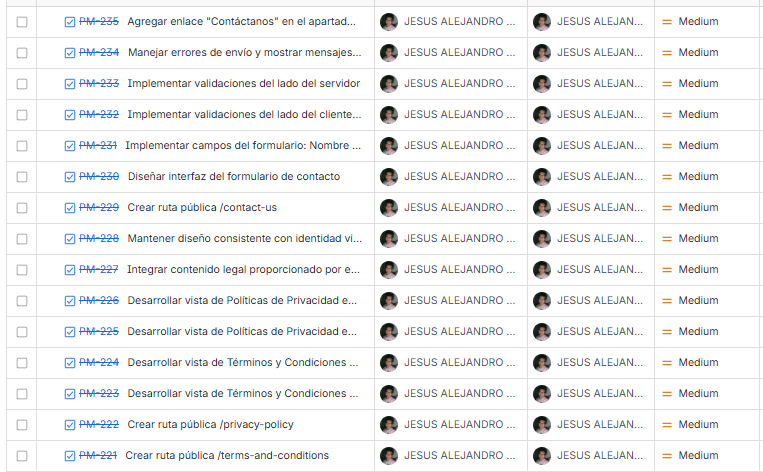 PM-235 Agregar enlace "Contáctanos" en el apartad... JESUS ALEJANDRO ... JESUS ALEJAN... Medium
PM-234 Manejar errores de envío y mostrar mensajes... JESUS ALEJANDRO ... JESUS ALEJAN... Medium
PM-233 Implementar validaciones del lado del servidor JESUS ALEJANDRO ... JESUS ALEJAN... Medium
PM-232 Implementar validaciones del lado del cliente... JESUS ALEJANDRO ... JESUS ALEJAN... Medium
PM-231 Implementar campos del formulario: Nombre ... JESUS ALEJANDRO ... JESUS ALEJAN... Medium
PM-230 Diseñar interfaz del formulario de contacto JESUS ALEJANDRO ... JESUS ALEJAN... Medium
PM-229 Crear ruta pública /contact-us JESUS ALEJANDRO ... JESUS ALEJAN... Medium
PM-228 Mantener diseño consistente con identidad vi... JESUS ALEJANDRO ... JESUS ALEJAN... Medium
PM-227 Integrar contenido legal proporcionado por e... JESUS ALEJANDRO ... JESUS ALEJAN... Medium
PM-226 Desarrollar vista de Políticas de Privacidad e... JESUS ALEJANDRO ... JESUS ALEJAN... Medium
PM-225 Desarrollar vista de Políticas de Privacidad e... JESUS ALEJANDRO ... JESUS ALEJAN... Medium
PM-224 Desarrollar vista de Términos y Condiciones ... JESUS ALEJANDRO ... JESUS ALEJAN... Medium
PM-223 Desarrollar vista de Términos y Condiciones ... JESUS ALEJANDRO ... JESUS ALEJAN... Medium
PM-222 Crear ruta pública /privacy-policy JESUS ALEJANDRO ... JESUS ALEJAN... Medium
PM-221 Crear ruta pública /terms-and-conditions JESUS ALEJANDRO ... JESUS ALEJAN... Medium